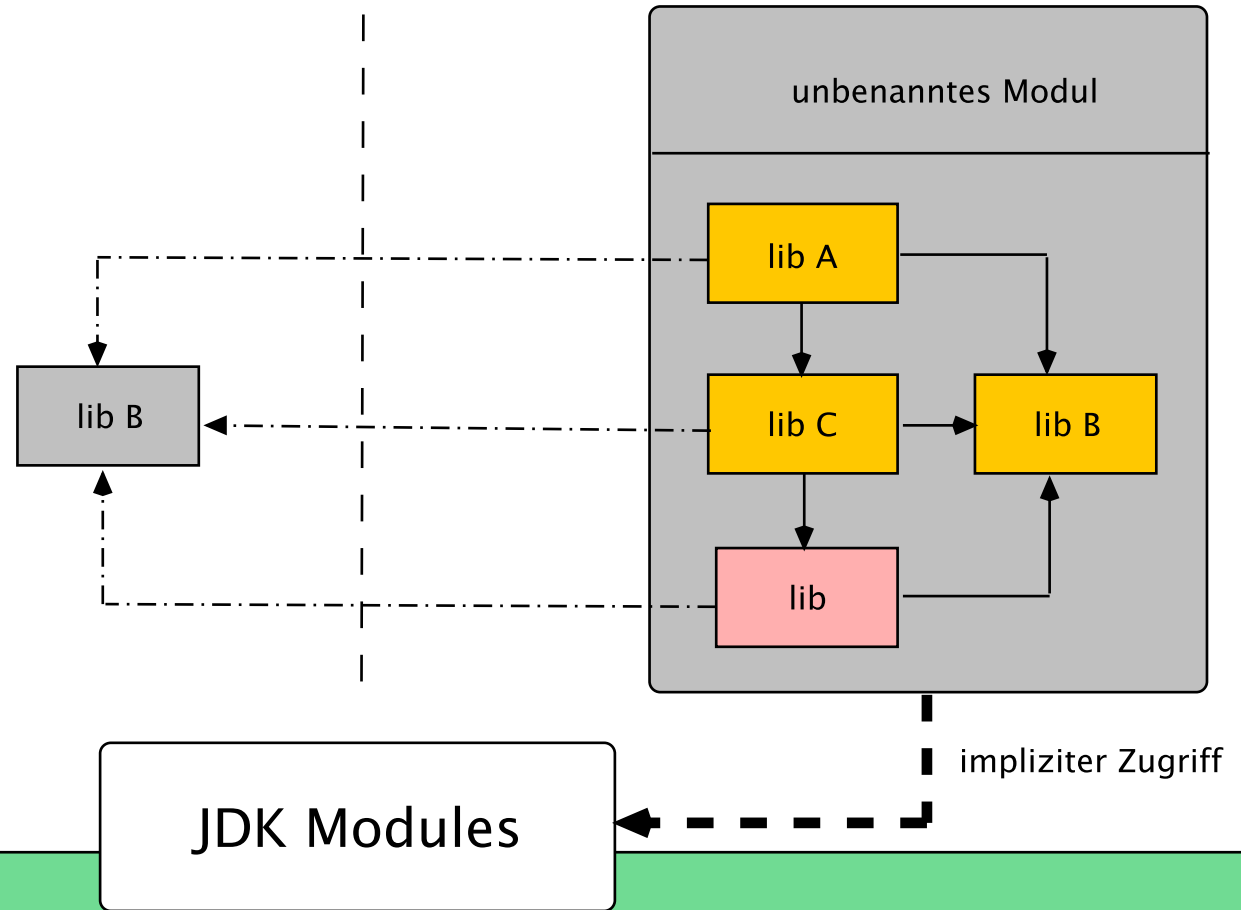 unbenanntes Modul
lib A
lib B
lib C
lib B
lib
impliziter Zugriff
JDK Modules